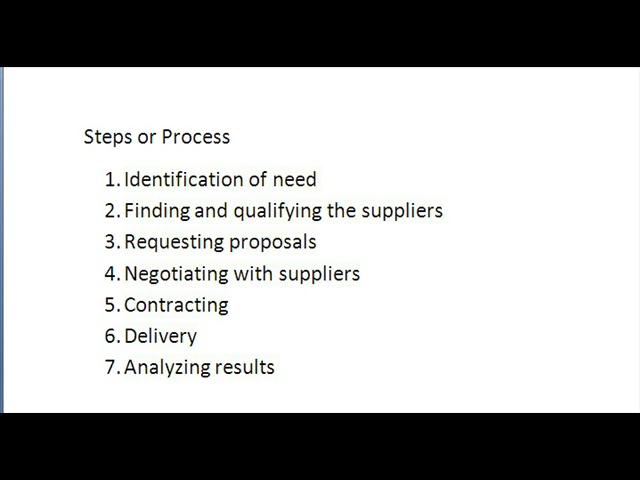 Steps or Process
1. Identification of need
2. Finding and qualifying the suppliers
3. Requesting proposals
4. Negotiating with suppliers
5. Contracting
6. Delivery
7. Analyzing results